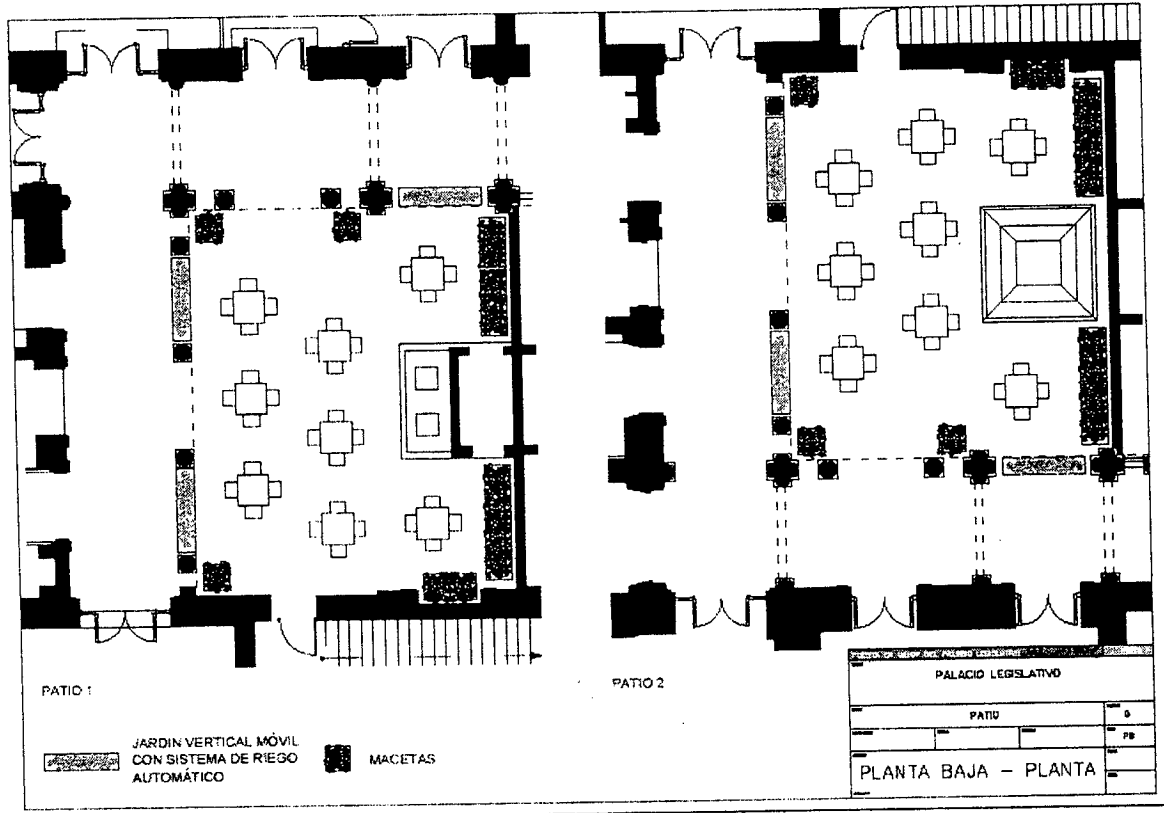 PATIO 1
PATIO 2
JARDIN VERTICAL MÓVIL
CON SISTEMA DE RIEGO
AUTOMÁTICO
MACETAS
PALACIO LEGISLATIVO
PATIO
PB
PLANTA BAJA - PLANTA